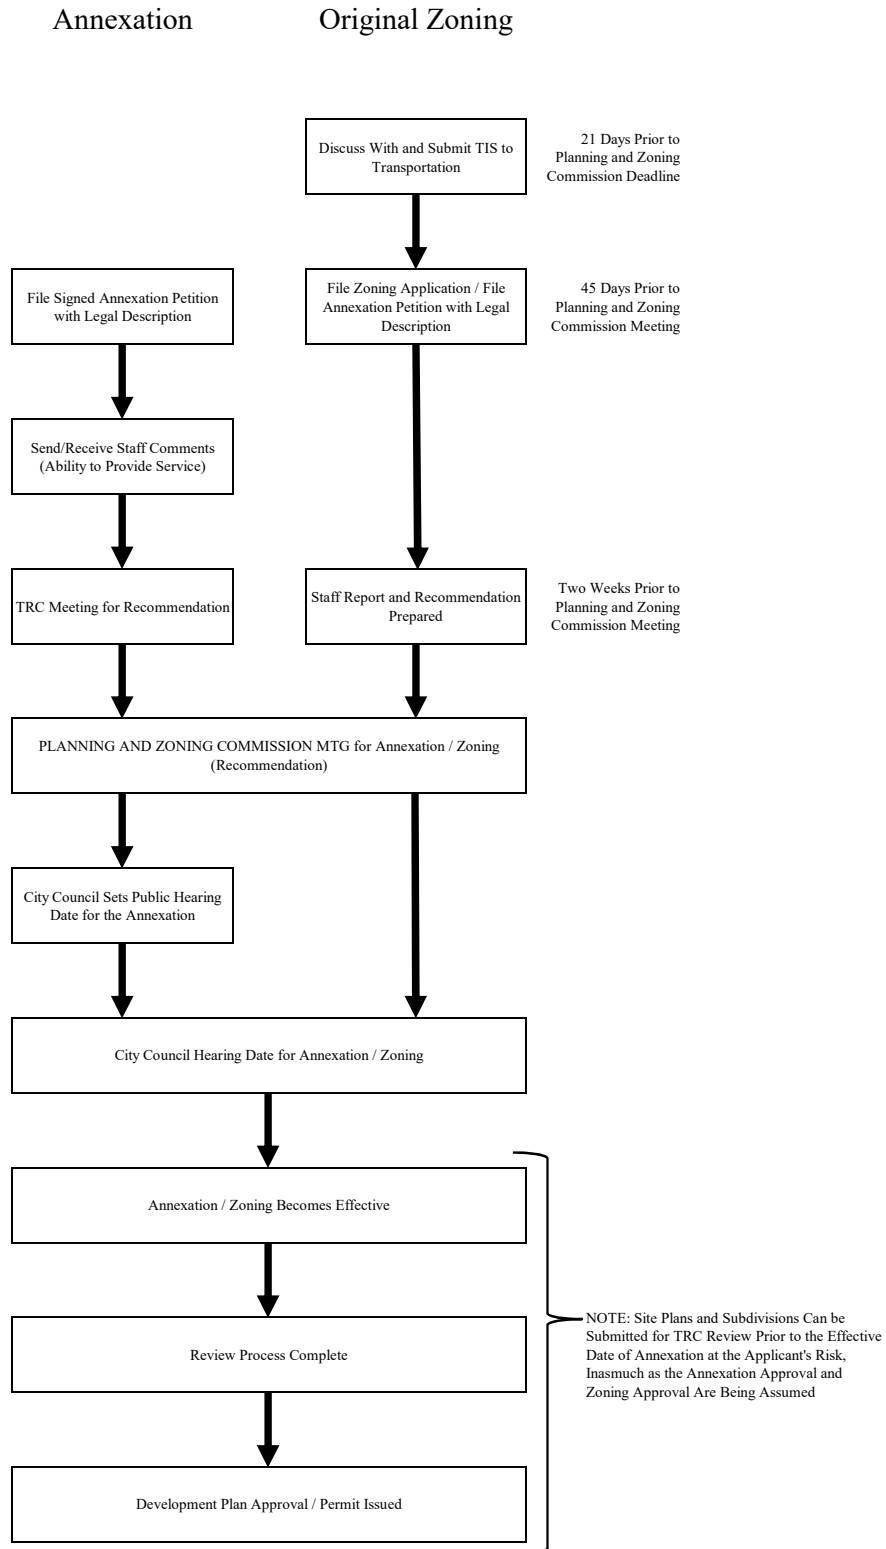 Annexation
Original Zoning
Discuss With and Submit TIS to
Transportation
21 Days Prior to
Planning and Zoning
Commission Deadline
File Signed Annexation Petition
with Legal Description
File Zoning Application / File
Annexation Petition with Legal
Description
45 Days Prior to
Planning and Zoning
Commission Meeting
Send/Receive Staff Comments
(Ability to Provide Service)
TRC Meeting for Recommendation
Staff Report and Recommendation
Prepared
Two Weeks Prior to
Planning and Zoning
Commission Meeting
PLANNING AND ZONING COMMISSION MTG for Annexation / Zoning
(Recommendation)
City Council Sets Public Hearing
Date for the Annexation
City Council Hearing Date for Annexation / Zoning
Annexation / Zoning Becomes Effective
NOTE: Site Plans and Subdivisions Can be
Submitted for TRC Review Prior to the Effective
Date of Annexation at the Applicant's Risk,
Inasmuch as the Annexation Approval and
Zoning Approval Are Being Assumed
Review Process Complete
Development Plan Approval / Permit Issued